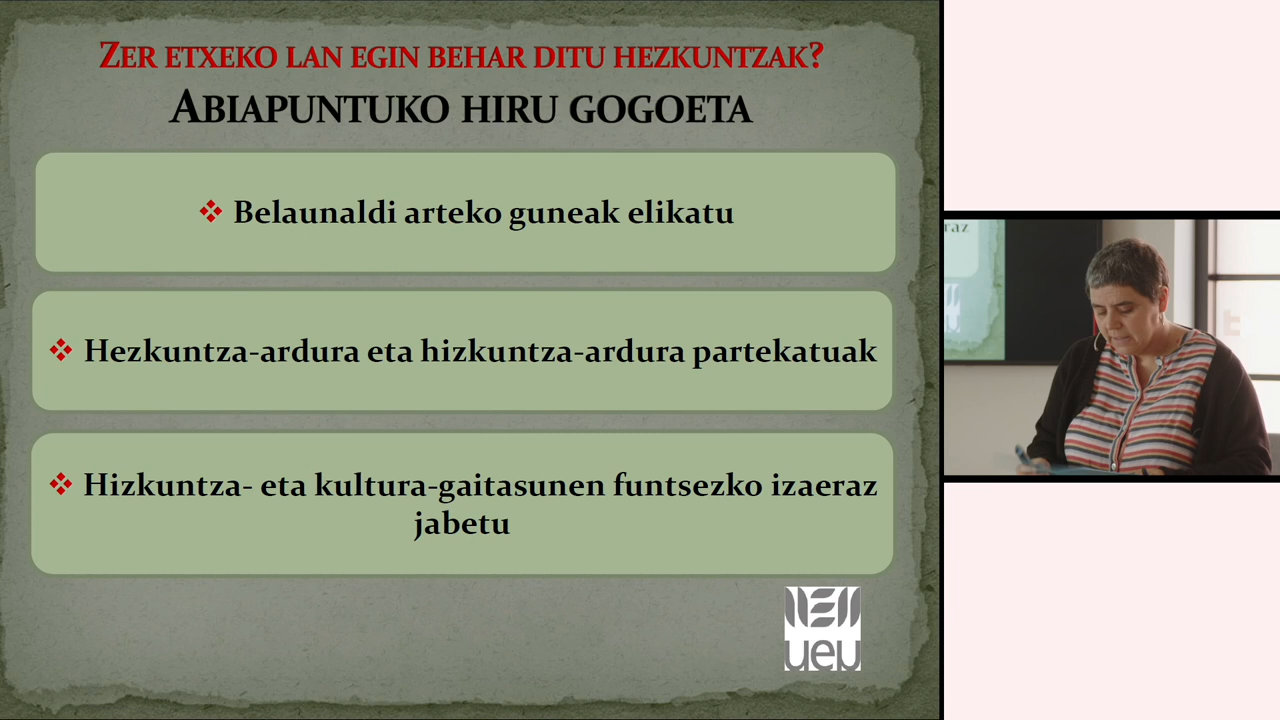 ZER ETXEKO LAN EGIN BEHAR DITU HEZKUNTZAK?
ABIAPUNTUKO HIRU GOGOETA
❖ Belaunaldi arteko guneak elikatu
❖ Hezkuntza-ardura eta hizkuntza-ardura partekatuak
❖ Hizkuntza- eta kultura-gaitasunen funtsezko izaeraz
jabetu
ueu
raz